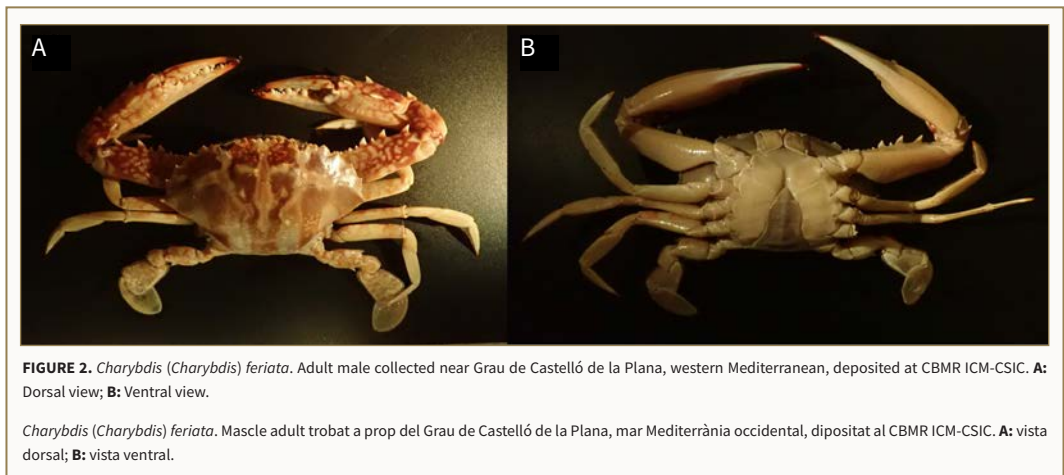 A
B
FIGURE 2. Charybdis (Charybdis) feriata. Adult male collected near Grau de Castelló de la Plana, western Mediterranean, deposited at CBMR ICM-CSIC. A:
Dorsal view; B: Ventral view.
Charybdis (Charybdis) feriata. Mascle adult trobat a prop del Grau de Castelló de la Plana, mar Mediterrània occidental, dipositat al CBMR ICM-CSIC. A: vista
dorsal; B: vista ventral.